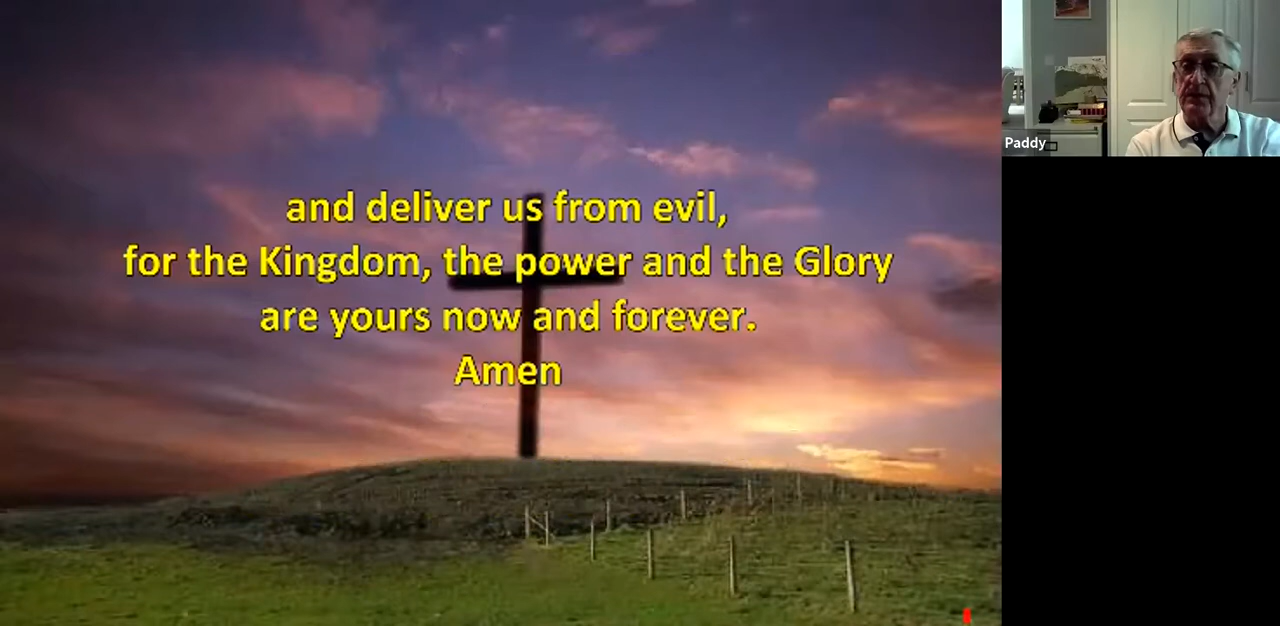 and deliver us from evil,
for the Kingdom, the power and the Glory
are yours now and forever.
Amen
Paddy